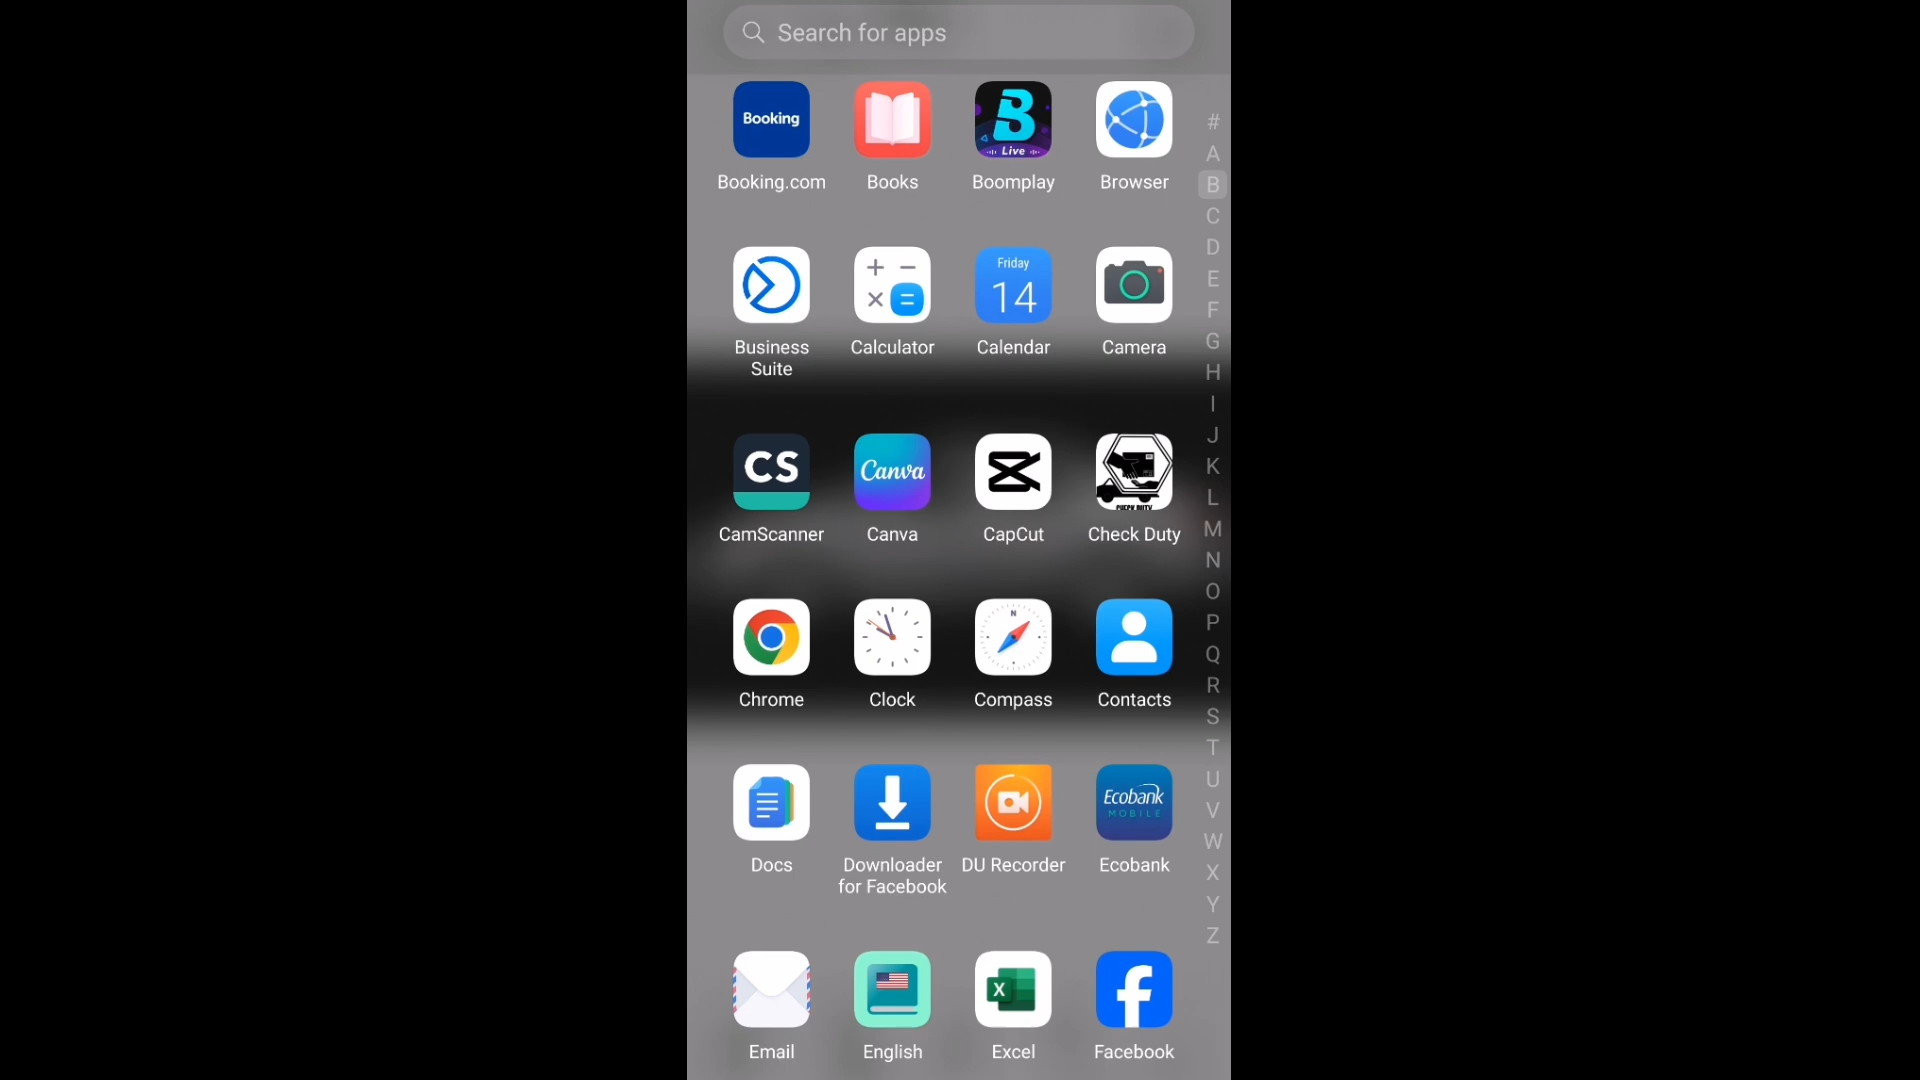 Search for apps
Booking
B
Live
Booking.com
Books
Boomplay
Browser
#
A
B
C
D
E
F
G
H
I
J
K
L
M
N
O
P
Q
R
S
T
U
V
W
X
Y
Z
Friday
14
Business
Suite
Calculator
Calendar
Camera
CS
Canva
CHECK DUTY
CamScanner
Canva
CapCut
Check Duty
N
Chrome
Clock
Compass
Contacts
Ecobank
MOBILE
Docs
Downloader
for Facebook
DU Recorder
Ecobank
X
f
Email
English
Excel
Facebook